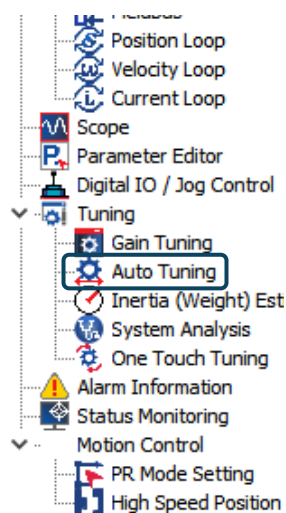 Fieldbus
Position Loop
Velocity Loop
Current Loop
Scope
Parameter Editor
Digital IO / Jog Control
Tuning
Gain Tuning
Auto Tuning
Inertia (Weight) Est
System Analysis
One Touch Tuning
Alarm Information
Status Monitoring
Motion Control
PR Mode Setting
High Speed Position